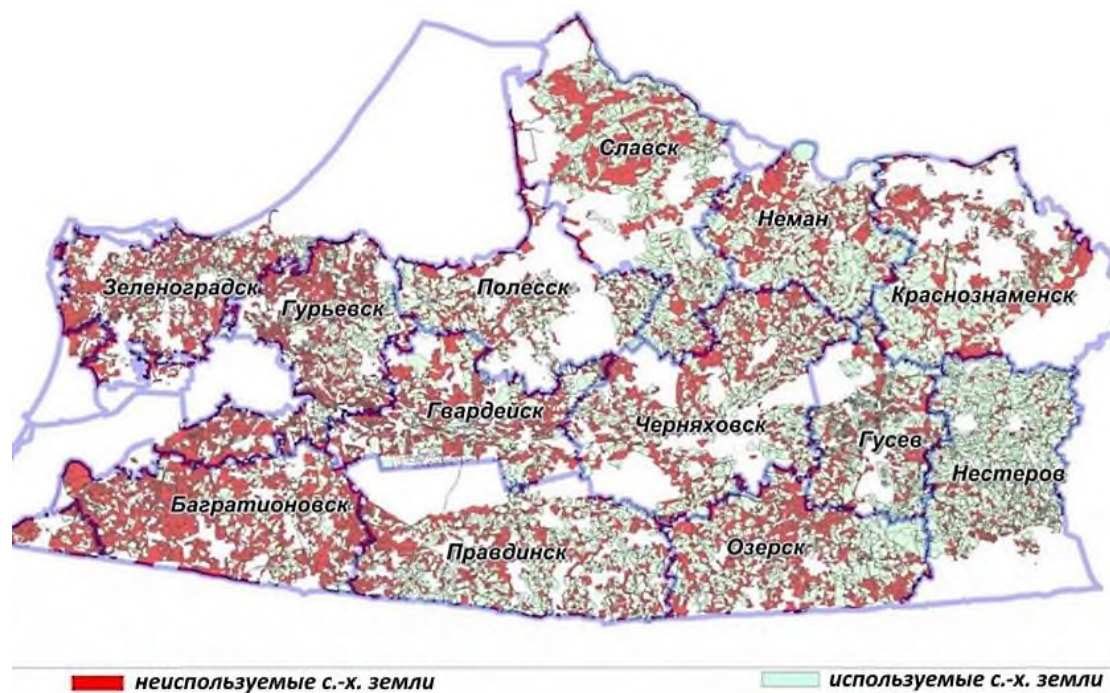 Славск
Неман
Зеленоградск
Гурьевск
Полесск
Краснознаменск
Гвардейск
Черняховск
Гусев
Нестеров
Багратионовск
Правдинск
Озерск
неиспользуемые с.-х. земли
используемые с.-х. земли